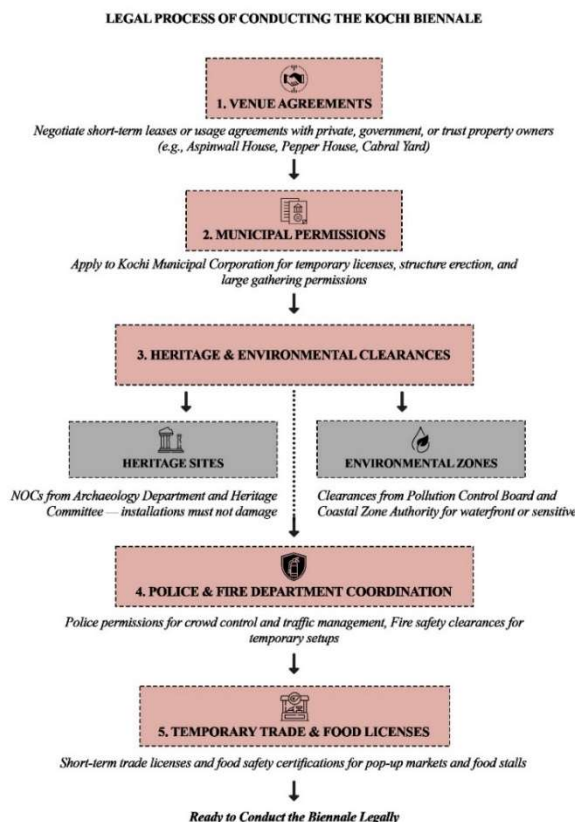 LEGAL PROCESS OF CONDUCTING THE KOCHI BIENNALE
1. VENUE AGREEMENTS
Negotiate short-term leases or usage agreements with private, government, or trust property owners
(e.g., Aspinwall House, Pepper House, Cabral Yard)
2. MUNICIPAL PERMISSIONS
Apply to Kochi Municipal Corporation for temporary licenses, structure erection, and
large gathering permissions
3. HERITAGE & ENVIRONMENTAL CLEARANCES
HERITAGE SITES
NOCs from Archaeology Department and Heritage
Committee — installations must not damage
ENVIRONMENTAL ZONES
Clearances from Pollution Control Board and
Coastal Zone Authority for waterfront or sensitive
4. POLICE & FIRE DEPARTMENT COORDINATION
Police permissions for crowd control and traffic management, Fire safety clearances for
temporary setups
5. TEMPORARY TRADE & FOOD LICENSES
Short-term trade licenses and food safety certifications for pop-up markets and food stalls
Ready to Conduct the Biennale Legally